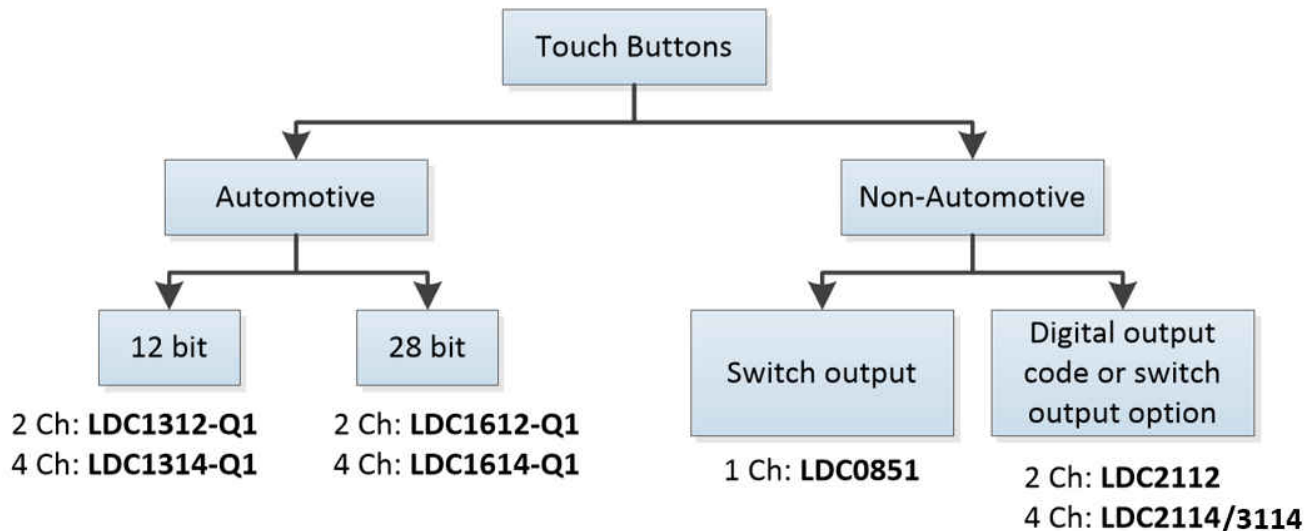 Touch Buttons
Automotive
Non-Automotive
12 bit
28 bit
Switch output
Digital output
code or switch
output option
2 Ch: LDC1312-Q1
4 Ch: LDC1314-Q1
2 Ch: LDC1612-Q1
4 Ch: LDC1614-Q1
1 Ch: LDC0851
2 Ch: LDC2112
4 Ch: LDC2114/3114